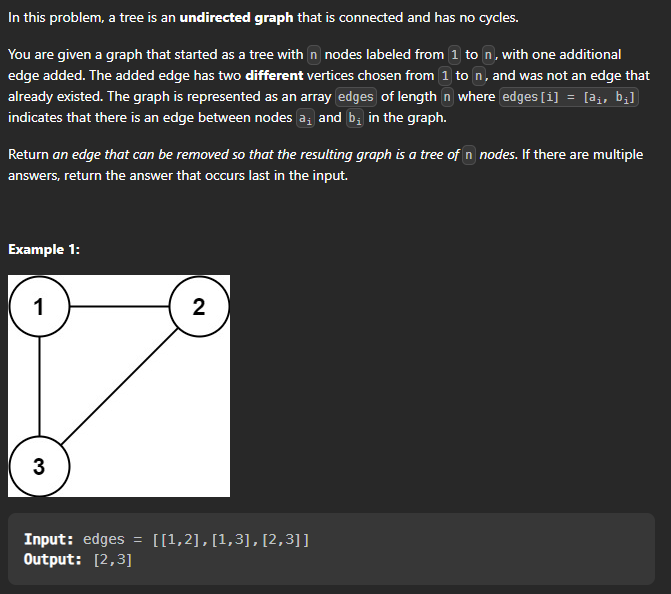 In this problem, a tree is an undirected graph that is connected and has no cycles.
You are given a graph that started as a tree with n nodes labeled from 1 to n, with one additional
edge added. The added edge has two different vertices chosen from 1 to n, and was not an edge that
already existed. The graph is represented as an array edges of length n where edges[i] = [aᵢ, bᵢ]
indicates that there is an edge between nodes aᵢ and bᵢ in the graph.
Return an edge that can be removed so that the resulting graph is a tree of n nodes. If there are multiple
answers, return the answer that occurs last in the input.
Example 1:
1 2
3
Input: edges = [[1,2],[1,3],[2,3]]
Output: [2,3]